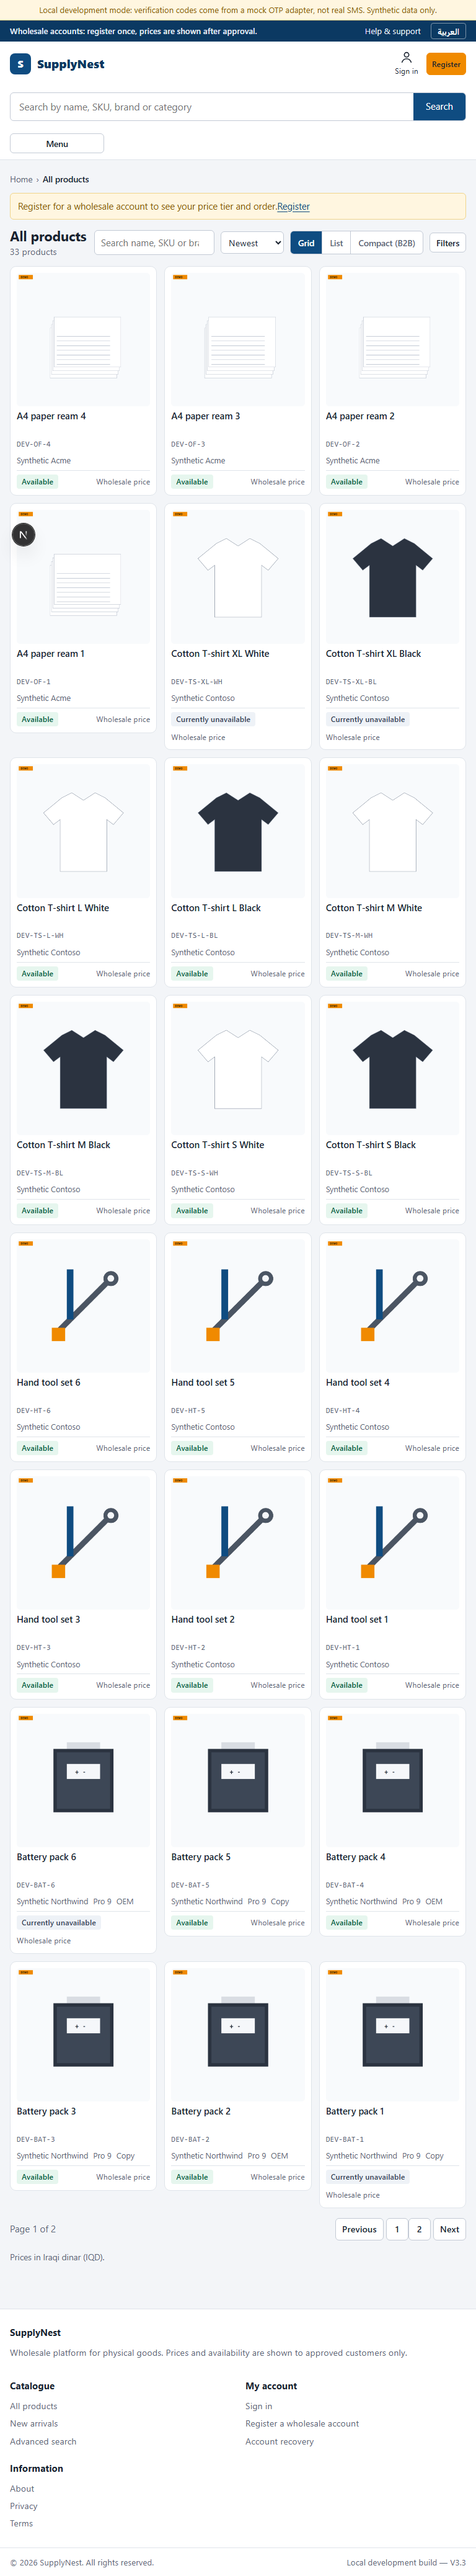 Local development mode: verification codes come from a mock OTP adapter, not real SMS. Synthetic data only.
Wholesale accounts: register once, prices are shown after approval.
Help & support
العربية
S SupplyNest
Sign in
Register
Search by name, SKU, brand or category
Search
Menu
Home › All products
Register for a wholesale account to see your price tier and order.Register
All products
33 products
Search name, SKU or bra
Newest
Grid
List
Compact (B2B)
Filters
A4 paper ream 4
DEV-OF-4
Synthetic Acme
Available
Wholesale price
A4 paper ream 3
DEV-OF-3
Synthetic Acme
Available
Wholesale price
A4 paper ream 2
DEV-OF-2
Synthetic Acme
Available
Wholesale price
N
A4 paper ream 1
DEV-OF-1
Synthetic Acme
Available
Wholesale price
Cotton T-shirt XL White
DEV-TS-XL-WH
Synthetic Contoso
Currently unavailable
Wholesale price
Cotton T-shirt XL Black
DEV-TS-XL-BL
Synthetic Contoso
Currently unavailable
Wholesale price
Cotton T-shirt L White
DEV-TS-L-WH
Synthetic Contoso
Available
Wholesale price
Cotton T-shirt L Black
DEV-TS-L-BL
Synthetic Contoso
Available
Wholesale price
Cotton T-shirt M White
DEV-TS-M-WH
Synthetic Contoso
Available
Wholesale price
Cotton T-shirt M Black
DEV-TS-M-BL
Synthetic Contoso
Available
Wholesale price
Cotton T-shirt S White
DEV-TS-S-WH
Synthetic Contoso
Available
Wholesale price
Cotton T-shirt S Black
DEV-TS-S-BL
Synthetic Contoso
Available
Wholesale price
Hand tool set 6
DEV-HT-6
Synthetic Contoso
Available
Wholesale price
Hand tool set 5
DEV-HT-5
Synthetic Contoso
Available
Wholesale price
Hand tool set 4
DEV-HT-4
Synthetic Contoso
Available
Wholesale price
Hand tool set 3
DEV-HT-3
Synthetic Contoso
Available
Wholesale price
Hand tool set 2
DEV-HT-2
Synthetic Contoso
Available
Wholesale price
Hand tool set 1
DEV-HT-1
Synthetic Contoso
Available
Wholesale price
+ -
Battery pack 6
DEV-BAT-6
Synthetic Northwind Pro 9 OEM
Currently unavailable
Wholesale price
+ -
Battery pack 5
DEV-BAT-5
Synthetic Northwind Pro 9 Copy
Available
Wholesale price
+ -
Battery pack 4
DEV-BAT-4
Synthetic Northwind Pro 9 OEM
Available
Wholesale price
+ -
Battery pack 3
DEV-BAT-3
Synthetic Northwind Pro 9 Copy
Available
Wholesale price
+ -
Battery pack 2
DEV-BAT-2
Synthetic Northwind Pro 9 OEM
Available
Wholesale price
+ -
Battery pack 1
DEV-BAT-1
Synthetic Northwind Pro 9 Copy
Currently unavailable
Wholesale price
Page 1 of 2
Previous
1
2
Next
Prices in Iraqi dinar (IQD).
SupplyNest
Wholesale platform for physical goods. Prices and availability are shown to approved customers only.
Catalogue
All products
New arrivals
Advanced search
My account
Sign in
Register a wholesale account
Account recovery
Information
About
Privacy
Terms
© 2026 SupplyNest. All rights reserved.
Local development build — V3.3